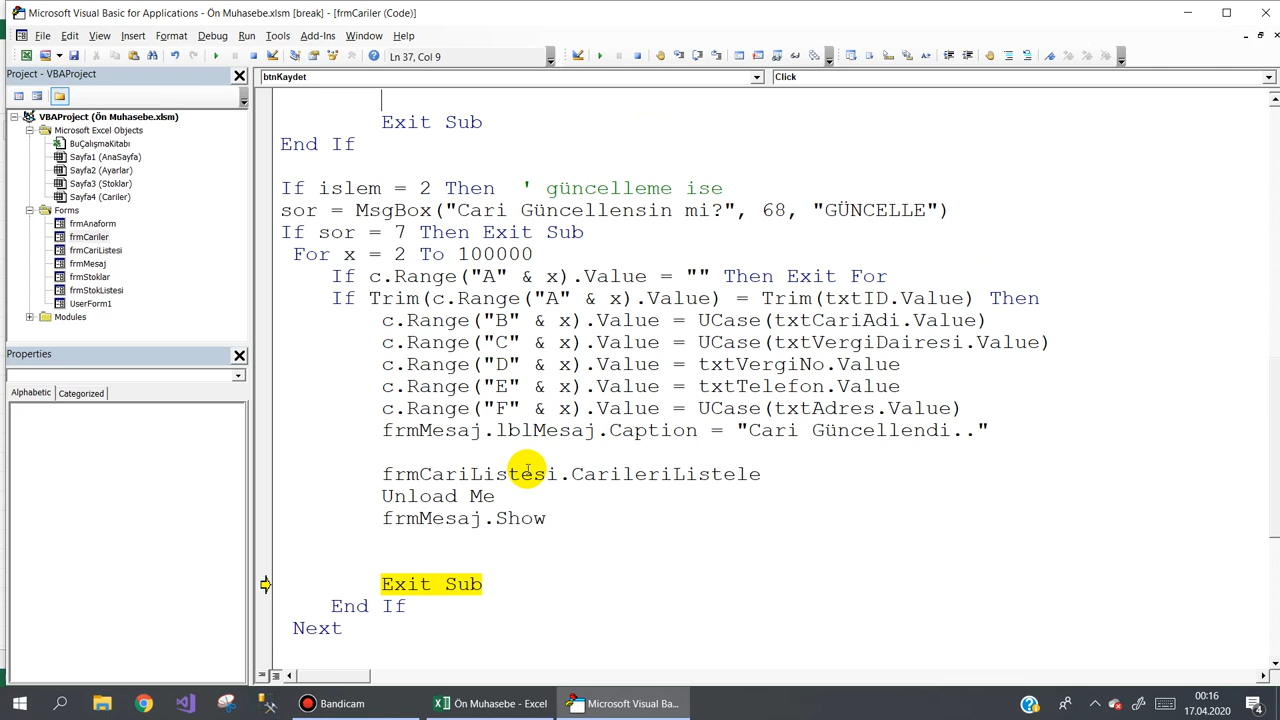 Microsoft Visual Basic for Applications - Ön Muhasebe.xlsm [break] - [frmCariler (Code)]
File Edit View Insert Format Debug Run Tools Add-Ins Window Help
Ln 37, Col 9
Project - VBAProject
btnKaydet
Click
VBAProject (Ön Muhasebe.xlsm)
Microsoft Excel Objects
BuÇalışmaKitabı
Sayfa1 (AnaSayfa)
Sayfa2 (Ayarlar)
Sayfa3 (Stoklar)
Sayfa4 (Cariler)
Forms
frmAnaform
frmCariler
frmCariListesi
frmMesaj
frmStoklar
frmStokListesi
UserForm1
Modules
Properties
Alphabetic Categorized
Exit Sub
End If
If islem = 2 Then ' güncelleme ise
sor = MsgBox("Cari Güncellensin mi?", 68, "GÜNCELLE")
If sor = 7 Then Exit Sub
For x = 2 To 100000
If c.Range("A" & x).Value = "" Then Exit For
If Trim(c.Range("A" & x).Value) = Trim(txtID.Value) Then
c.Range("B" & x).Value = UCase(txtCariAdi.Value)
c.Range("C" & x).Value = UCase(txtVergiDairesi.Value)
c.Range("D" & x).Value = txtVergiNo.Value
c.Range("E" & x).Value = txtTelefon.Value
c.Range("F" & x).Value = UCase(txtAdres.Value)
frmMesaj.lblMesaj.Caption = "Cari Güncellendi.."
frmCariListesi.CarileriListele
Unload Me
frmMesaj.Show
Exit Sub
End If
Next
Bandicam
Ön Muhasebe - Excel
Microsoft Visual Ba...
00:16
17.04.2020
4